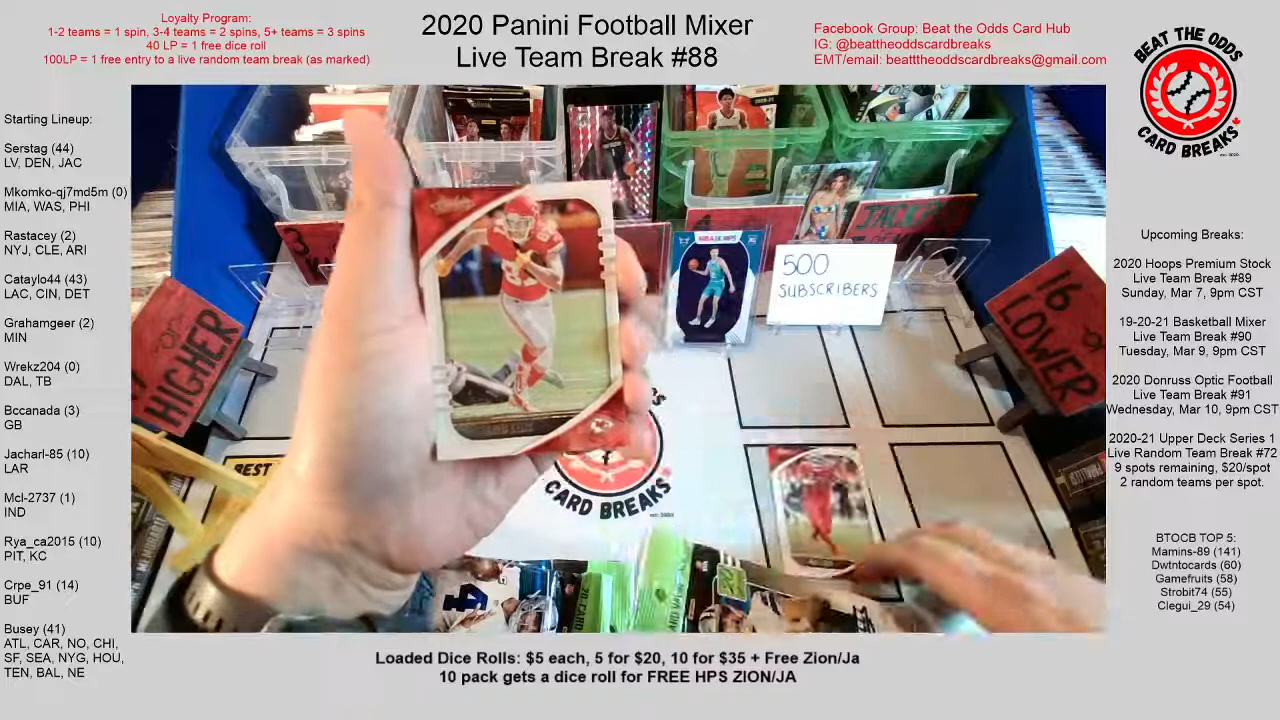 Loyalty Program:
1-2 teams = 1 spin, 3-4 teams = 2 spins, 5+ teams = 3 spins
40 LP = 1 free dice roll
100LP = 1 free entry to a live random team break (as marked)
2020 Panini Football Mixer
Live Team Break #88
Facebook Group: Beat the Odds Card Hub
IG: @beattheoddscardbreaks
EMT/email: beatttheoddscardbreaks@gmail.com
BEAT THE ODDS
CARD BREAKS
Starting Lineup:
Serstag (44)
LV, DEN, JAC
Mkomko-qj7md5m (0)
MIA, WAS, PHI
Rastacey (2)
CLE, ARI
Cataylo44 (43)
LAC, CIN, DET
Grahamgeer (2)
MIN
Wrekz204 (0)
DAL, TB
Bccanada (3)
GB
Jacharl-85 (10)
LAR
Mcl-2737 (1)
IND
Rya_ca2015 (10)
PIT, KC
Crpe_91 (14)
BUF
Busey (41)
ATL, CAR, NO, CHI,
SF, SEA, NYG, HOU,
TEN, BAL, NE
OR
HIGHER
500
SUBSCRIBERS
16
OR
LOWER
BEST
CARD BREAKS
Upcoming Breaks:
2020 Hoops Premium Stock
Live Team Break #89
Sunday, Mar 7, 9pm CST
19-20-21 Basketball Mixer
Live Team Break #90
Tuesday, Mar 9, 9pm CST
2020 Donruss Optic Football
Live Team Break #91
Wednesday, Mar 10, 9pm CST
2020-21 Upper Deck Series 1
Live Random Team Break #72
9 spots remaining, $20/spot
2 random teams per spot.
BTOCB TOP 5:
Mamins-89 (141)
Dwtntocards (60)
Gamefruits (58)
Strobit74 (55)
Clegui_29 (54)
Loaded Dice Rolls: $5 each, 5 for $20, 10 for $35 + Free Zion/Ja
10 pack gets a dice roll for FREE HPS ZION/JA